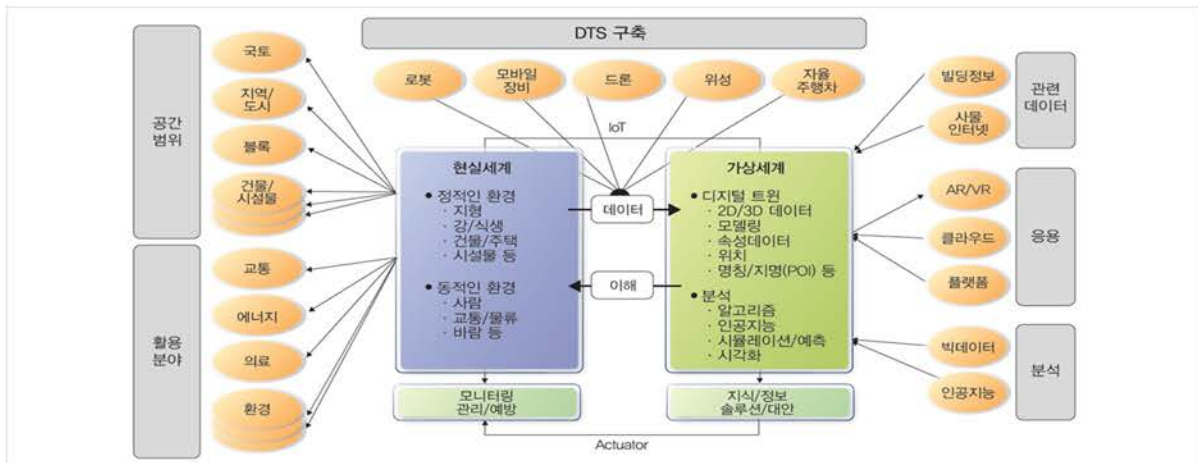 DTS 구축
로봇
모바일
장비
드론
위성
자율
주행차
공간
범위
국토
지역/
도시
블록
건물/
시설물
활용
분야
교통
에너지
의료
환경
IoT
현실세계
• 정적인 환경
· 지형
· 강/식생
· 건물/주택
· 시설물 등
• 동적인 환경
· 사람
· 교통/물류
· 바람 등
데이터
이해
가상세계
• 디지털 트윈
· 2D/3D 데이터
· 모델링
· 속성데이터
· 위치
· 명칭/지명(POI) 등
• 분석
· 알고리즘
· 인공지능
· 시뮬레이션/예측
· 시각화
모니터링
관리/예방
지식/정보
솔루션/대안
Actuator
빌딩정보
사물
인터넷
관련
데이터
AR/VR
클라우드
플랫폼
응용
빅데이터
인공지능
분석